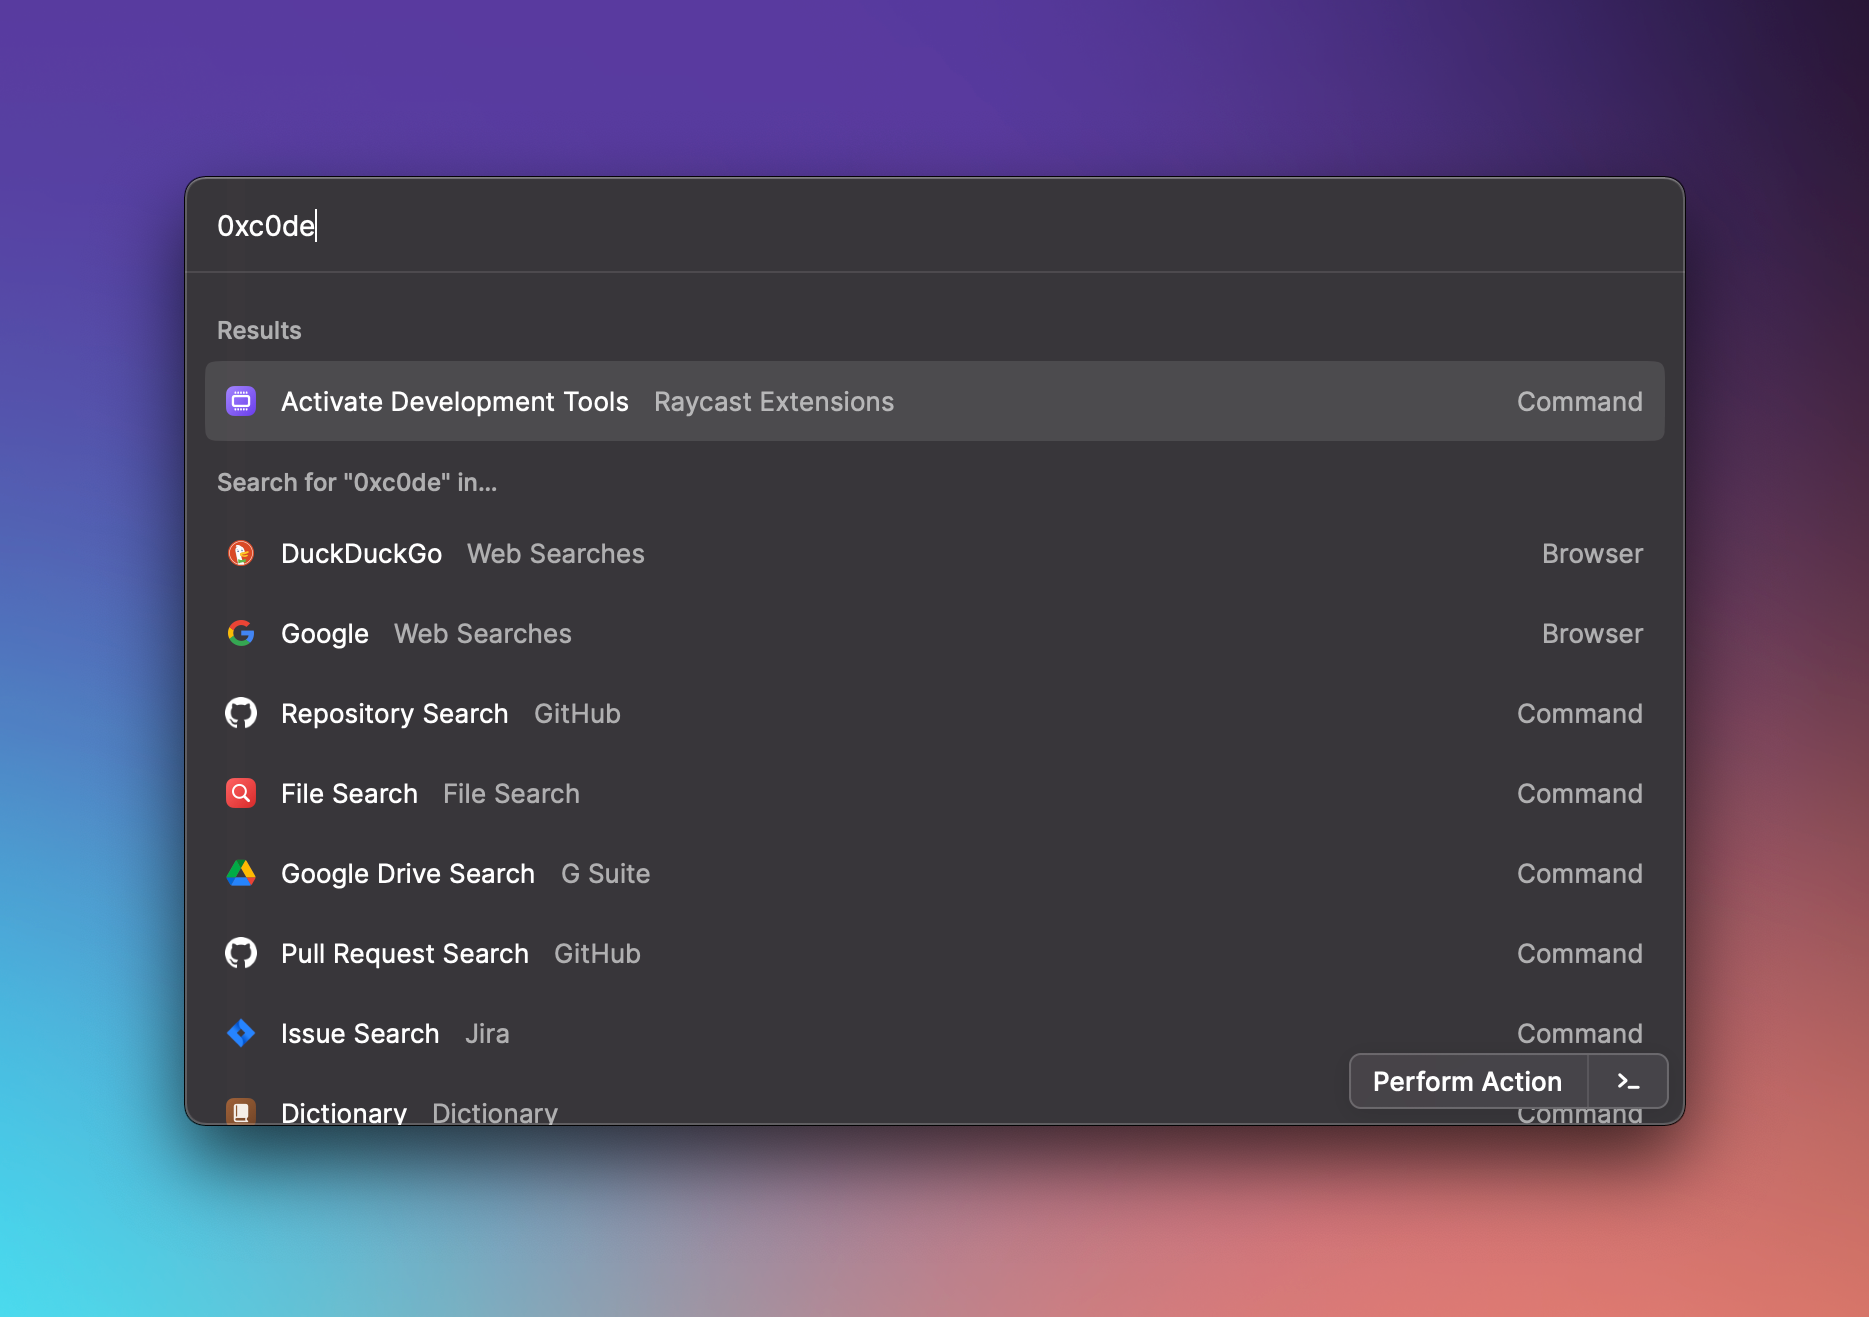 0xc0de
Results
Activate Development Tools Raycast Extensions Command
Search for "0xc0de" in...
DuckDuckGo Web Searches Browser
Google Web Searches Browser
Repository Search GitHub Command
File Search File Search Command
Google Drive Search G Suite Command
Pull Request Search GitHub Command
Issue Search Jira Command
Perform Action >_
Dictionary Dictionary Command